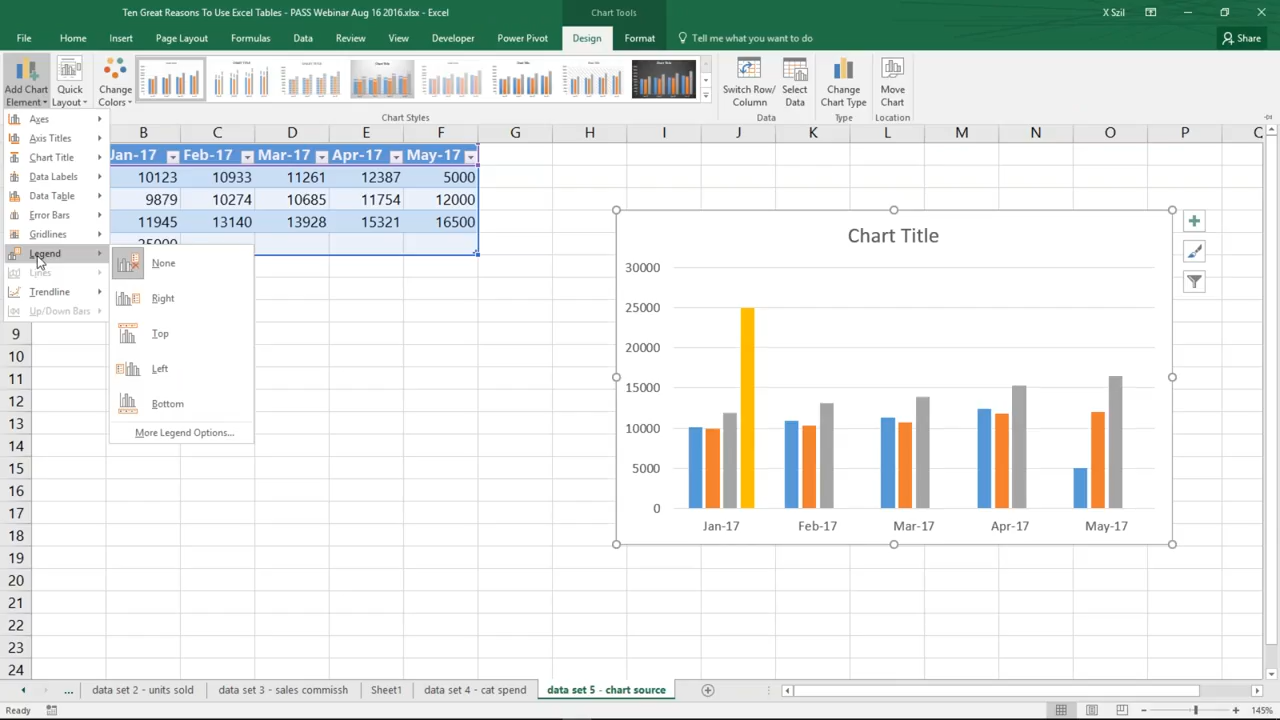 Ten Great Reasons To Use Excel Tables - PASS Webinar Aug 16 2016.xlsx - Excel
Chart Tools
X Szil
File Home Insert Page Layout Formulas Data Review View Developer Power Pivot Design Format Tell me what you want to do Share
Add Chart Element
Quick Layout
Change Colors
Chart Styles
Switch Row/ Column
Select Data
Data
Change Chart Type
Type
Move Chart
Location
Axes
Axis Titles
Chart Title
Data Labels
Data Table
Error Bars
Gridlines
Legend
Lines
Trendline
Up/Down Bars
None
Right
Top
Left
Bottom
More Legend Options...
B C D E F G H I J K L M N O P
Jan-17 Feb-17 Mar-17 Apr-17 May-17
10123 10933 11261 12387 5000
9879 10274 10685 11754 12000
11945 13140 13928 15321 16500
25000
9
10
11
12
13
14
15
16
17
18
19
20
21
22
23
24
Chart Title
30000
25000
20000
15000
10000
5000
0
Jan-17 Feb-17 Mar-17 Apr-17 May-17
... data set 2 - units sold data set 3 - sales commissh Sheet1 data set 4 - cat spend data set 5 - chart source
Ready
145%